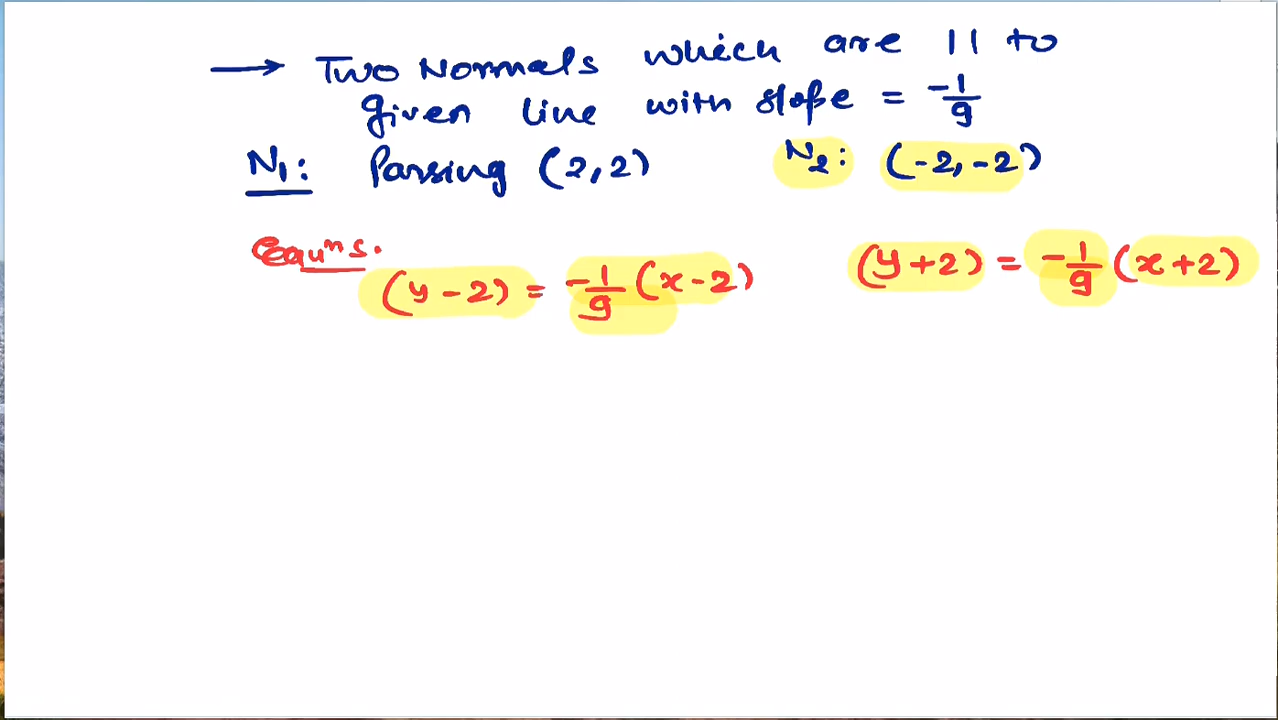 → Two Normals which are || to
given line with slope = -1/9
N₁: Passing (2,2) N₂: (-2,-2)
Equⁿs.
(y-2) = -1/9 (x-2) (y+2) = -1/9 (x+2)